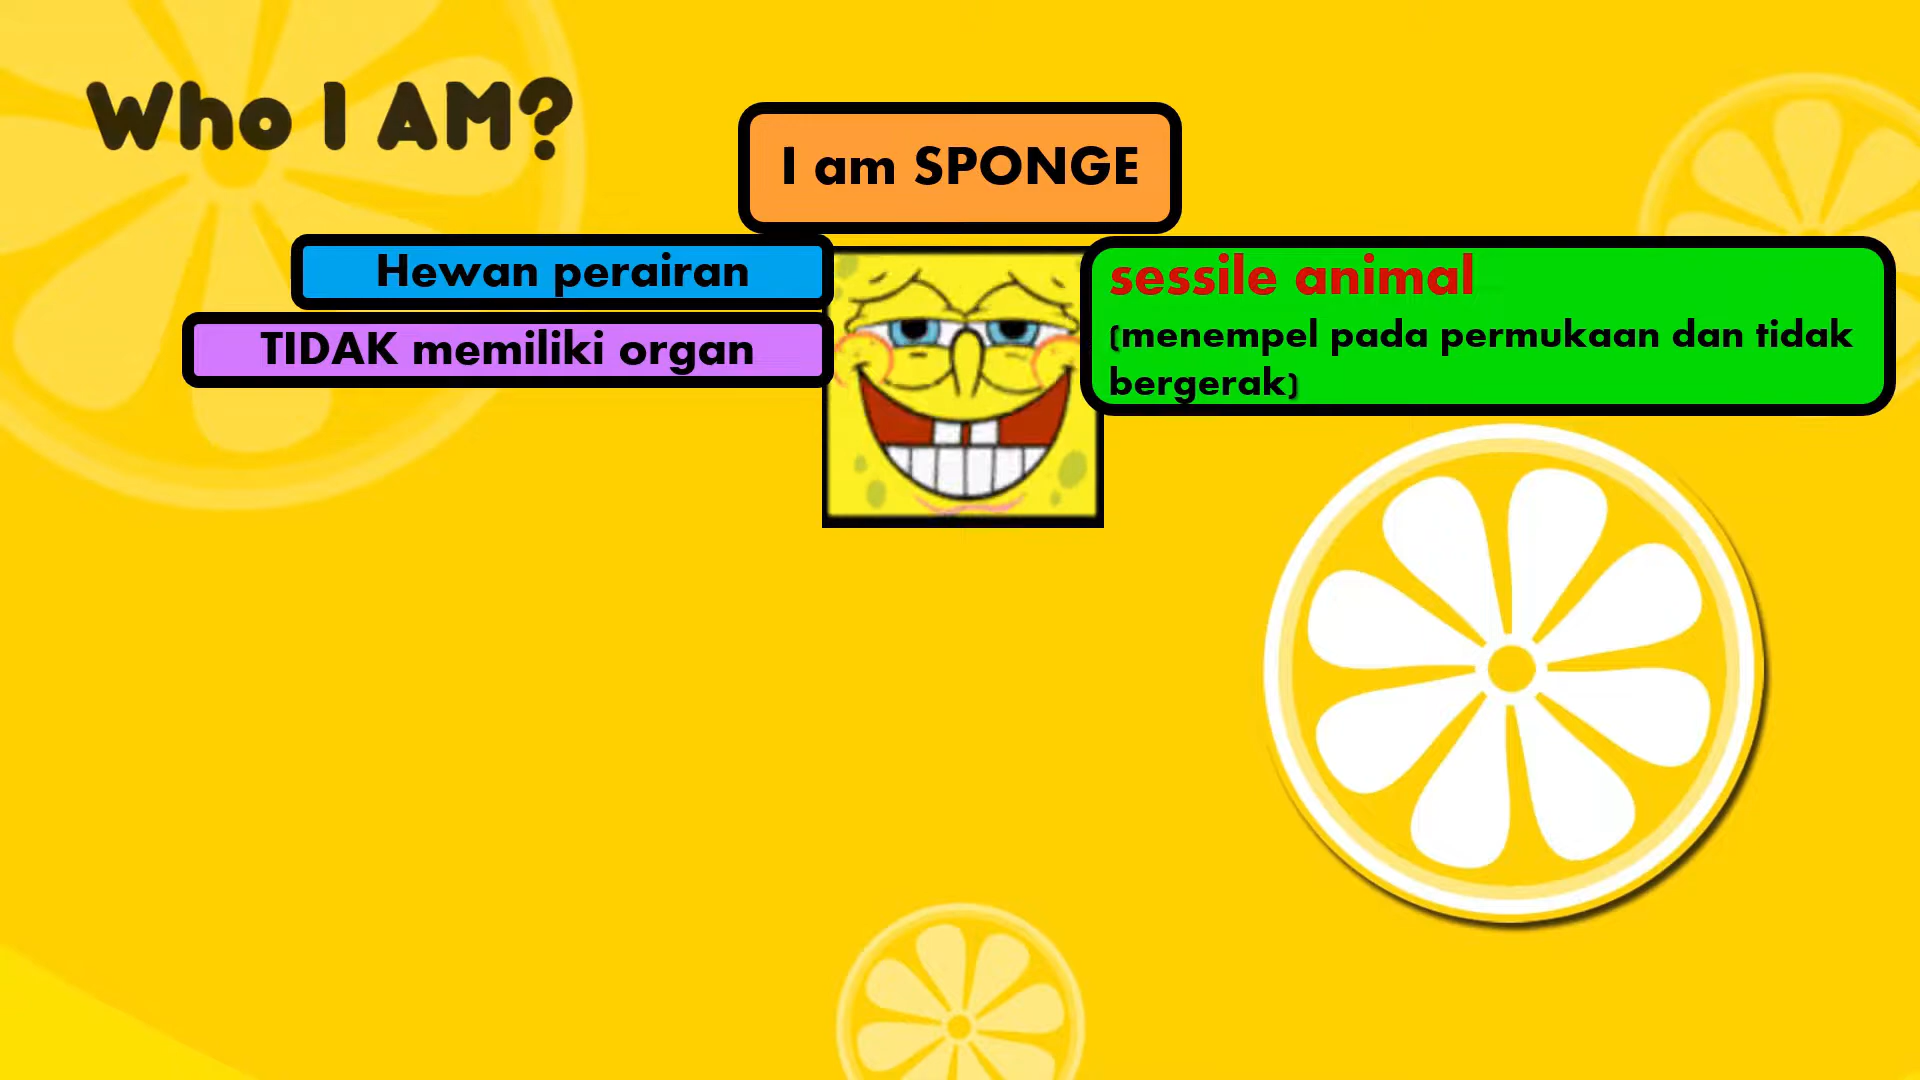 Who I AM?
I am SPONGE
Hewan perairan
TIDAK memiliki organ
sessile animal
(menempel pada permukaan dan tidak
bergerak)